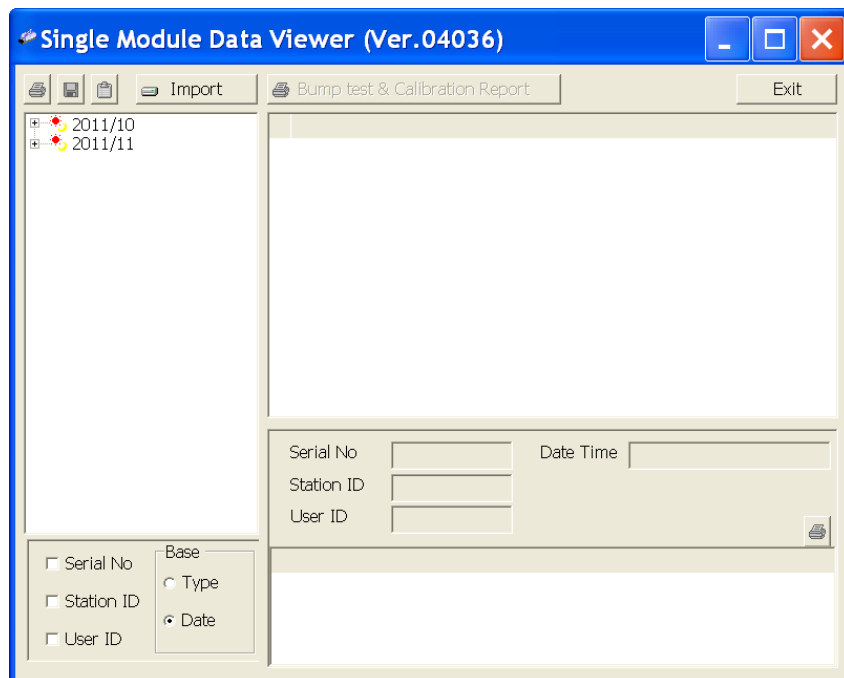 Single Module Data Viewer (Ver.04036)
Import
Bump test & Calibration Report
Exit
2011/10
2011/11
Serial No
Date Time
Station ID
User ID
Serial No
Station ID
User ID
Base
Type
Date